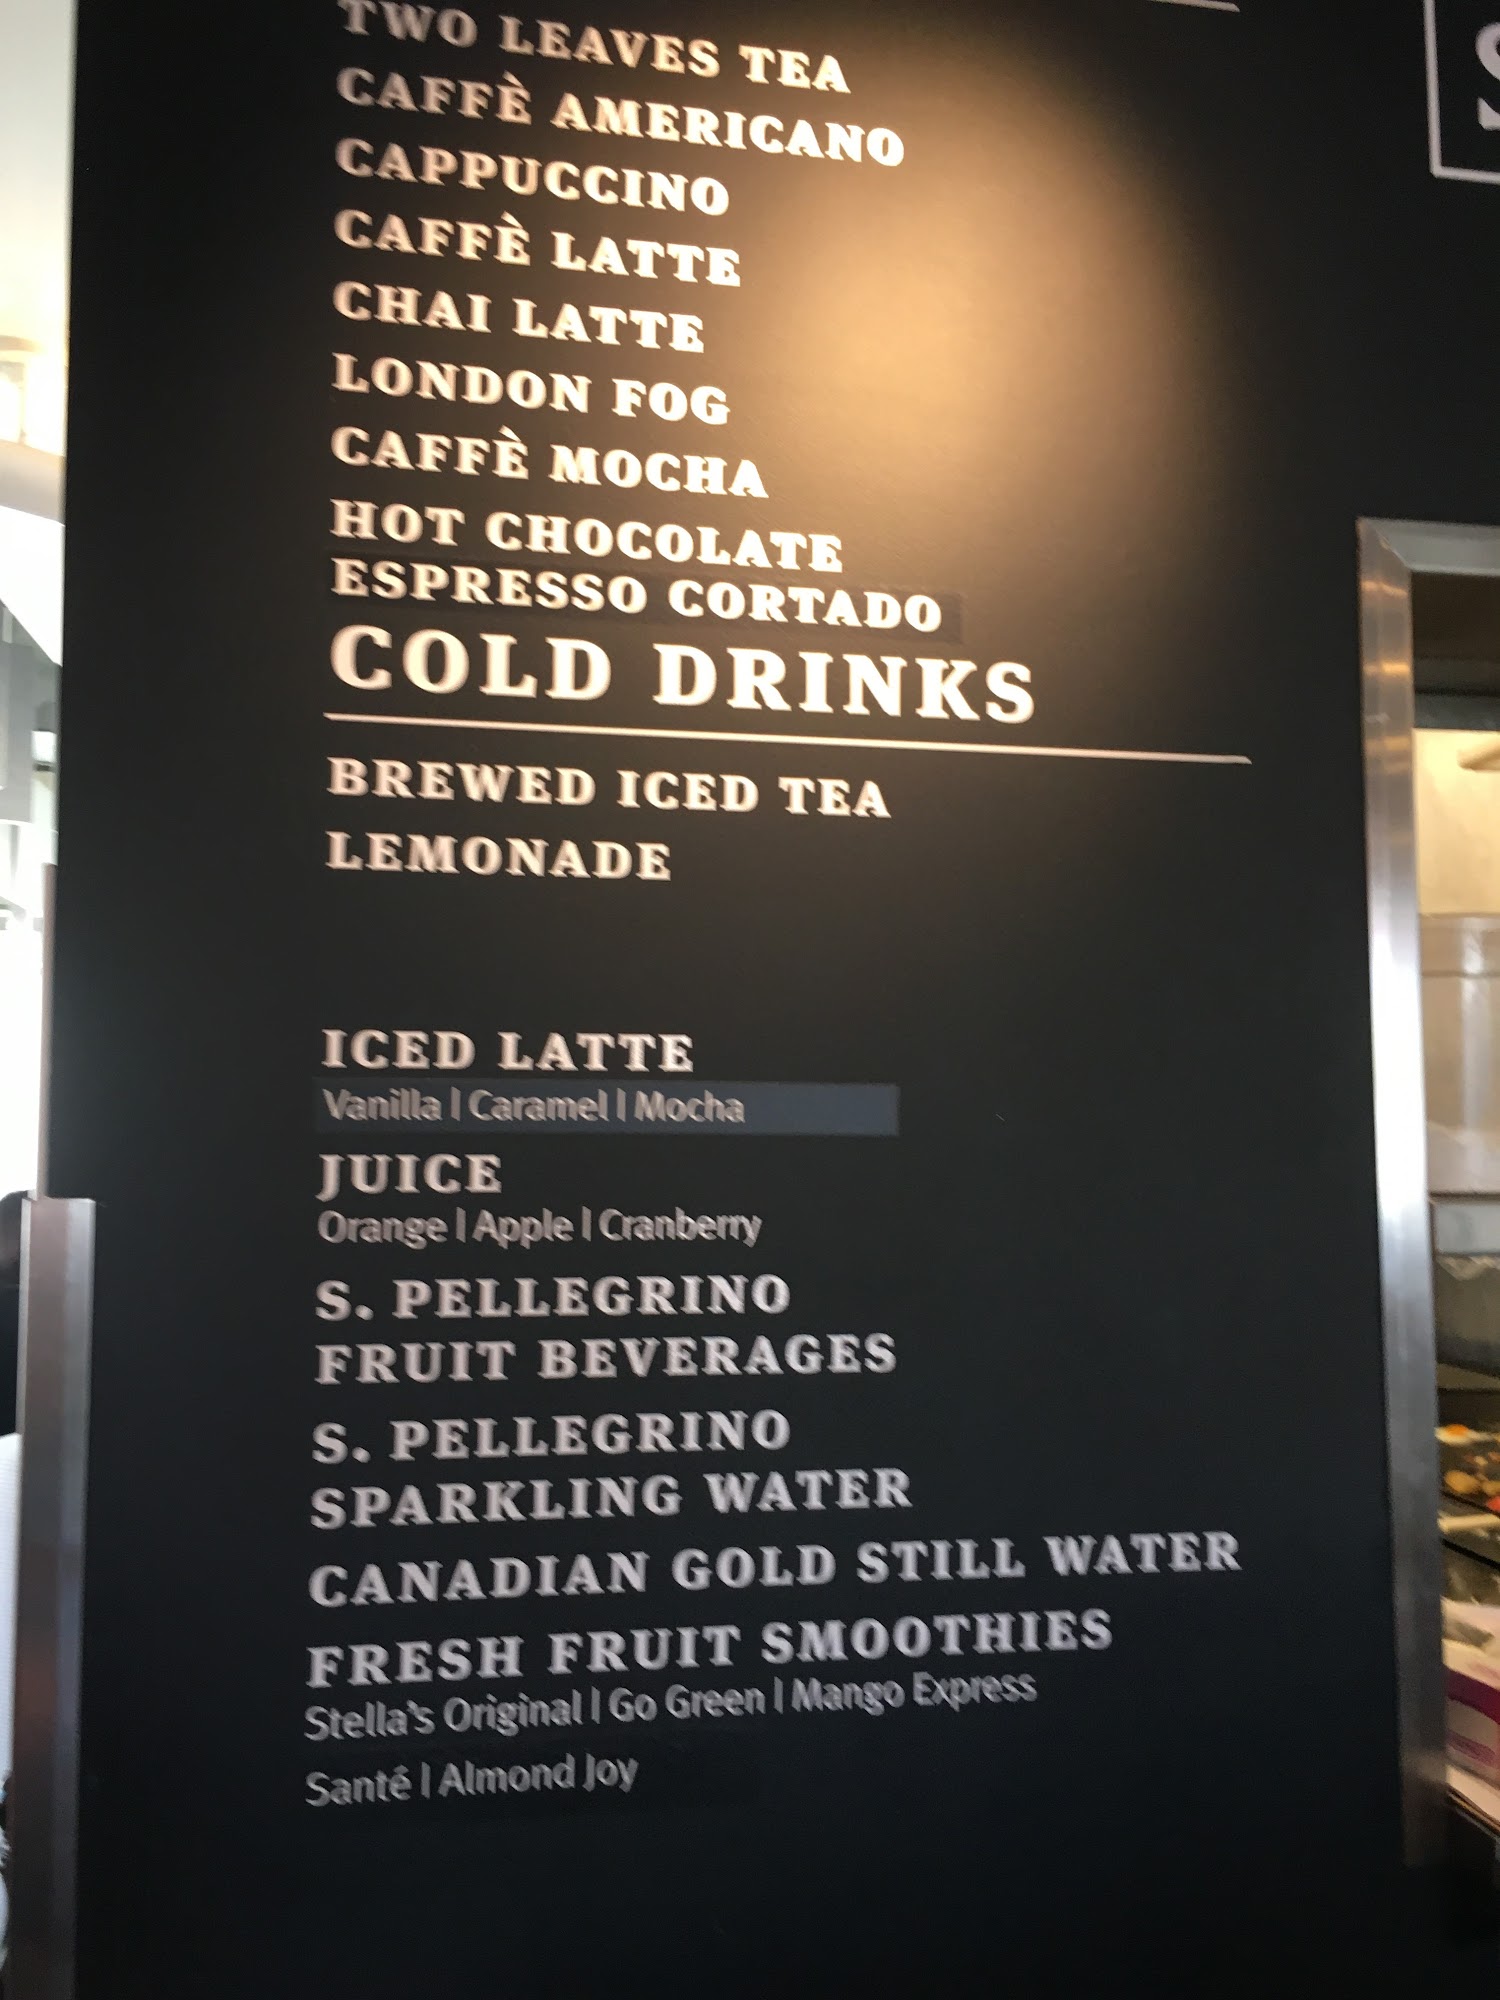 TWO LEAVES TEA
CAFFÈ AMERICANO
CAPPUCCINO
CAFFÈ LATTE
CHAI LATTE
LONDON FOG
CAFFÈ MOCHA
HOT CHOCOLATE
ESPRESSO CORTADO
COLD DRINKS
BREWED ICED TEA
LEMONADE
ICED LATTE
Vanilla | Caramel | Mocha
JUICE
Orange | Apple | Cranberry
S. PELLEGRINO
FRUIT BEVERAGES
S. PELLEGRINO
SPARKLING WATER
CANADIAN GOLD STILL WATER
FRESH FRUIT SMOOTHIES
Stella's Original | Go Green | Mango Express
Santé | Almond Joy